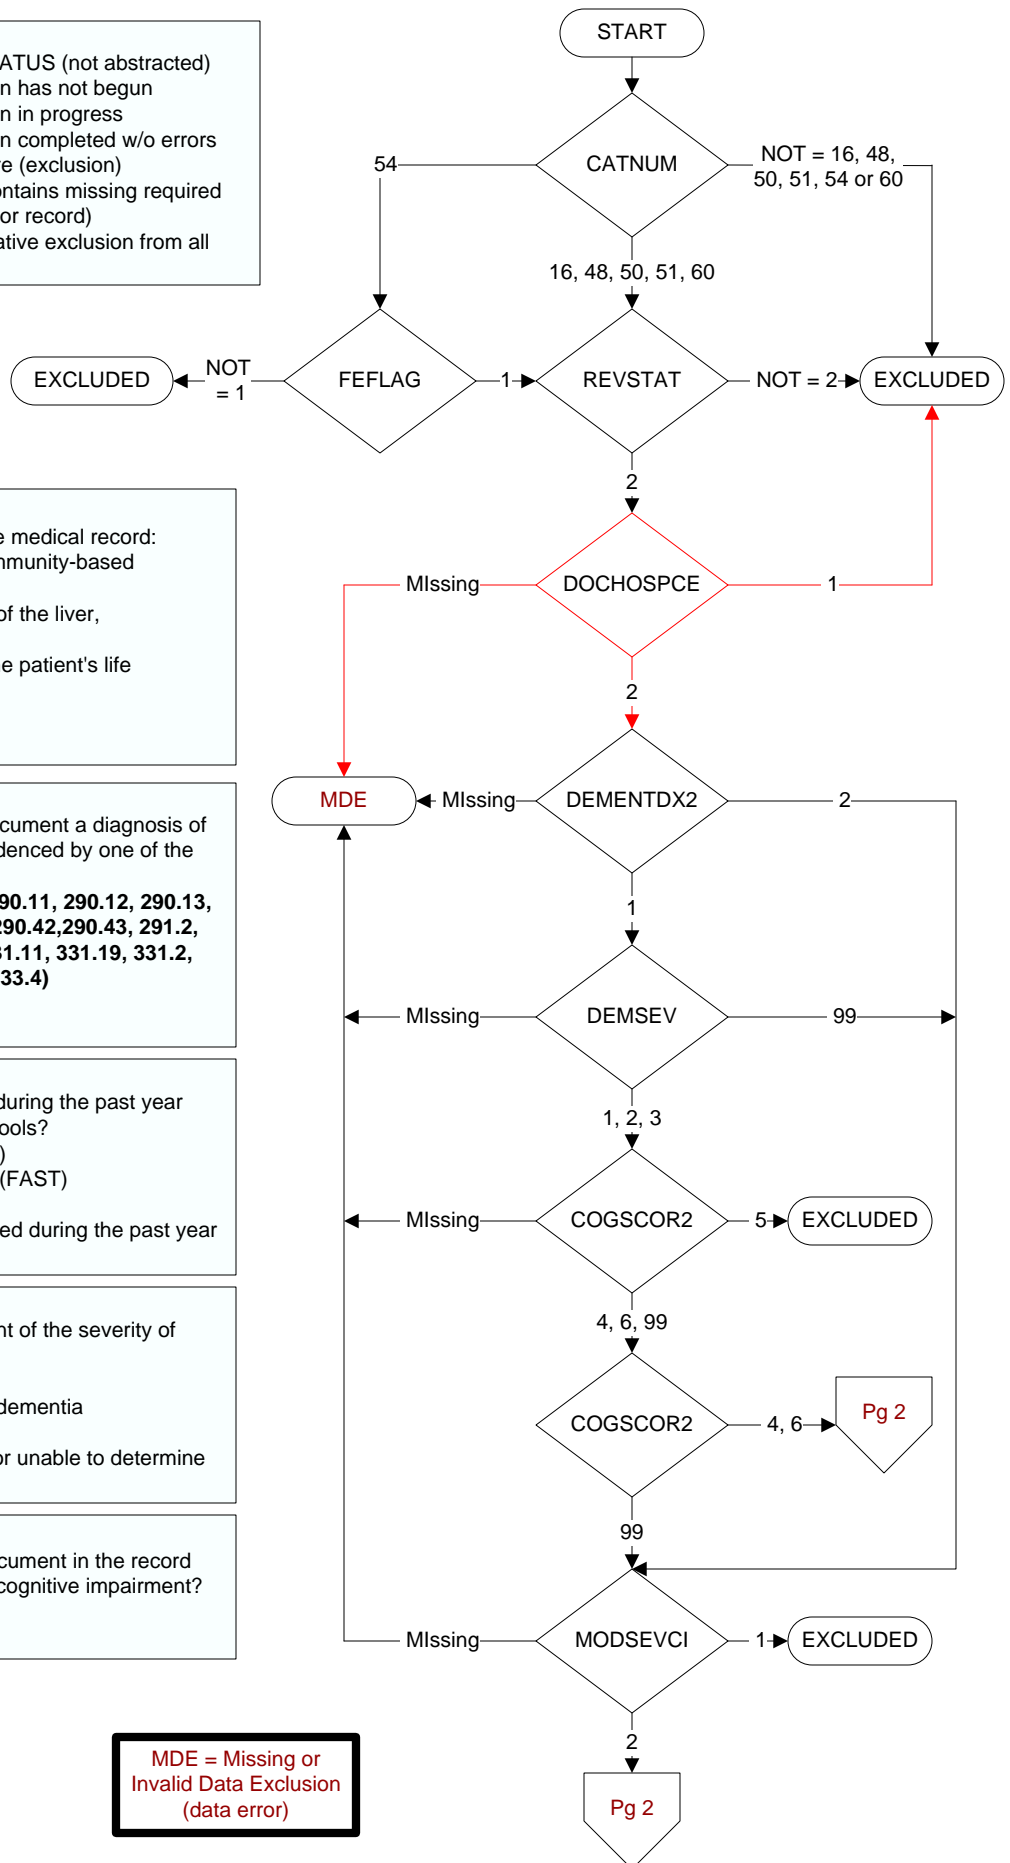 START
ATUS (not abstracted)
n has not begun
n in progress
n completed w/o errors
e (exclusion)
ontains missing required
or record)
ative exclusion from all
54
CATNUM
NOT = 16, 48,
50, 51, 54 or 60
16, 48, 50, 51, 60
EXCLUDED
NOT
= 1
FEFLAG
1
REVSTAT
NOT = 2
EXCLUDED
2
e medical record:
mmunity-based
of the liver,
ne patient's life
MIssing
DOCHOSPCE
1
2
MDE
MIssing
DEMENTDX2
2
cument a diagnosis of
idenced by one of the
90.11, 290.12, 290.13,
290.42,290.43, 291.2,
31.11, 331.19, 331.2,
33.4)
1
MIssing
DEMSEV
99
during the past year
ools?
)
(FAST)
ed during the past year
1, 2, 3
MIssing
COGSCOR2
5
EXCLUDED
nt of the severity of
dementia
or unable to determine
4, 6, 99
COGSCOR2
4, 6
Pg 2
99
cument in the record
cognitive impairment?
MIssing
MODSEVCI
1
EXCLUDED
2
MDE = Missing or
Invalid Data Exclusion
(data error)
Pg 2